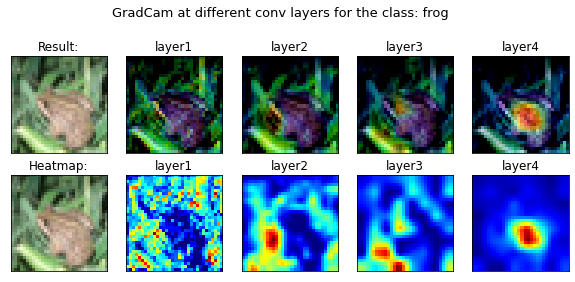 GradCam at different conv layers for the class: frog
Result: layer1 layer2 layer3 layer4
Heatmap: layer1 layer2 layer3 layer4